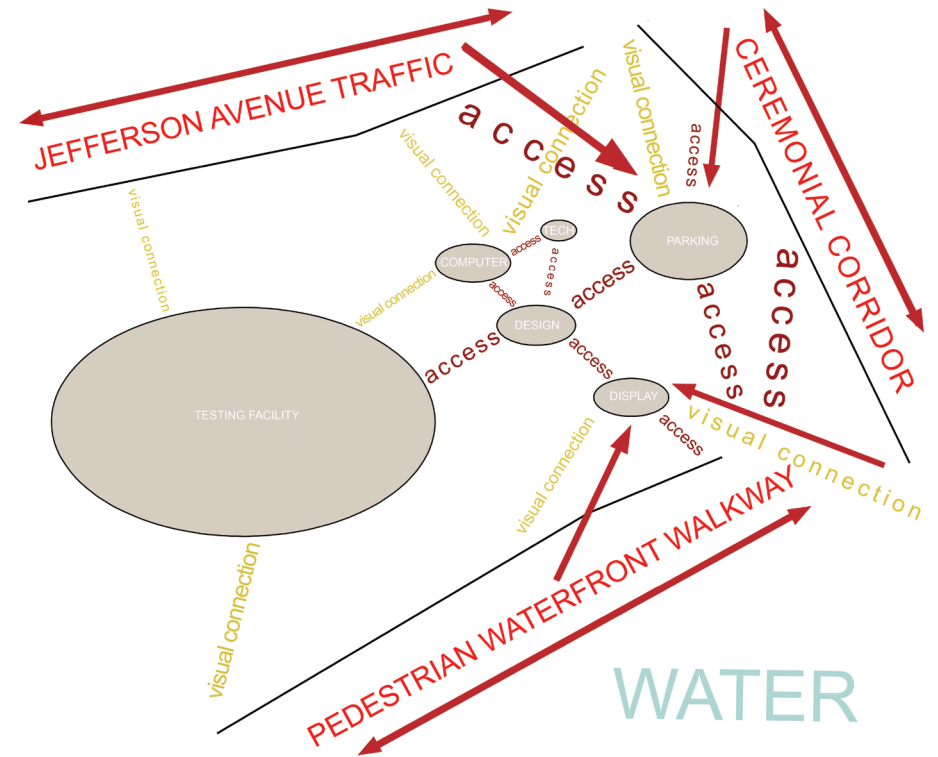 JEFFERSON AVENUE TRAFFIC
CEREMONIAL CORRIDOR
visual connection
visual connection
access
access
visual connection
visual connection
TECH
PARKING
access
COMPUTER
access
access
access
access
visual connection
access
access
DESIGN
access
access
TESTING FACILITY
DISPLAY
access
visual connection
visual connection
visual connection
PEDESTRIAN WATERFRONT WALKWAY
WATER